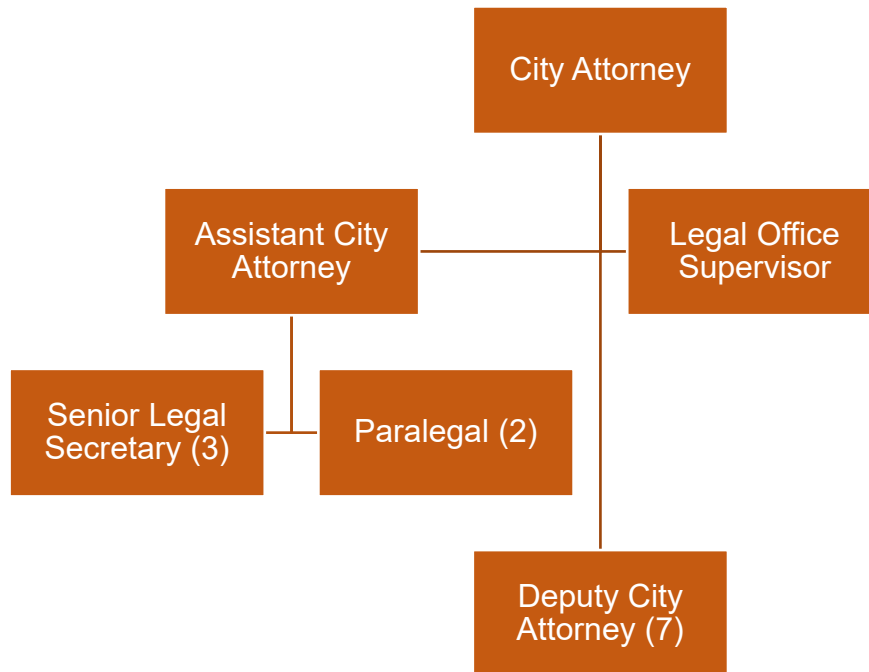 City Attorney
Assistant City
Attorney
Legal Office
Supervisor
Senior Legal
Secretary (3)
Paralegal (2)
Deputy City
Attorney (7)